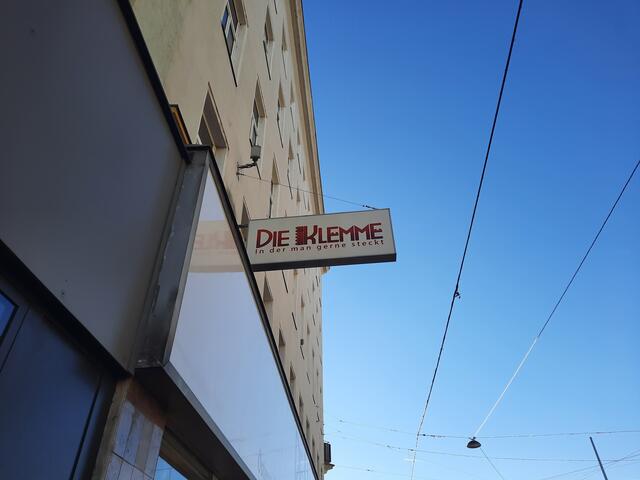 DIE KLEMME
In der man gerne steckt